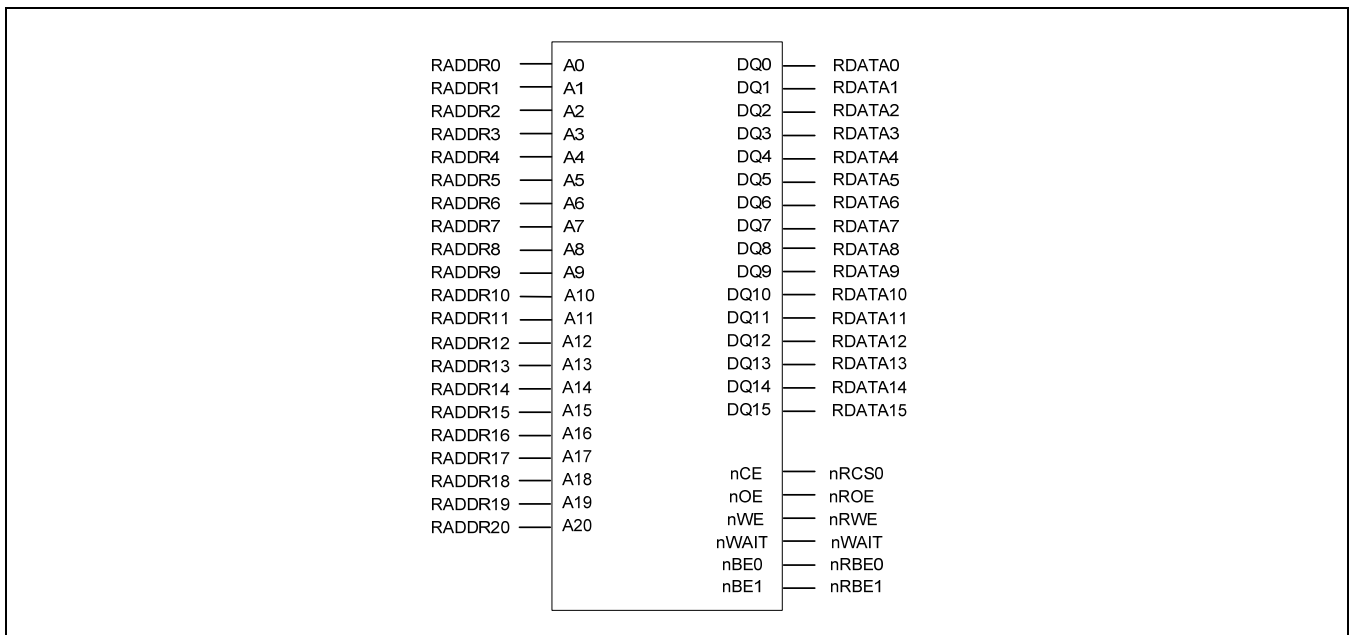 RADDR0 A0 DQ0 RDATA0
RADDR1 A1 DQ1 RDATA1
RADDR2 A2 DQ2 RDATA2
RADDR3 A3 DQ3 RDATA3
RADDR4 A4 DQ4 RDATA4
RADDR5 A5 DQ5 RDATA5
RADDR6 A6 DQ6 RDATA6
RADDR7 A7 DQ7 RDATA7
RADDR8 A8 DQ8 RDATA8
RADDR9 A9 DQ9 RDATA9
RADDR10 A10 DQ10 RDATA10
RADDR11 A11 DQ11 RDATA11
RADDR12 A12 DQ12 RDATA12
RADDR13 A13 DQ13 RDATA13
RADDR14 A14 DQ14 RDATA14
RADDR15 A15 DQ15 RDATA15
RADDR16 A16
RADDR17 A17
RADDR18 A18 nCE nRCS0
RADDR19 A19 nOE nROE
RADDR20 A20 nWE nRWE
nWAIT nWAIT
nBE0 nRBE0
nBE1 nRBE1